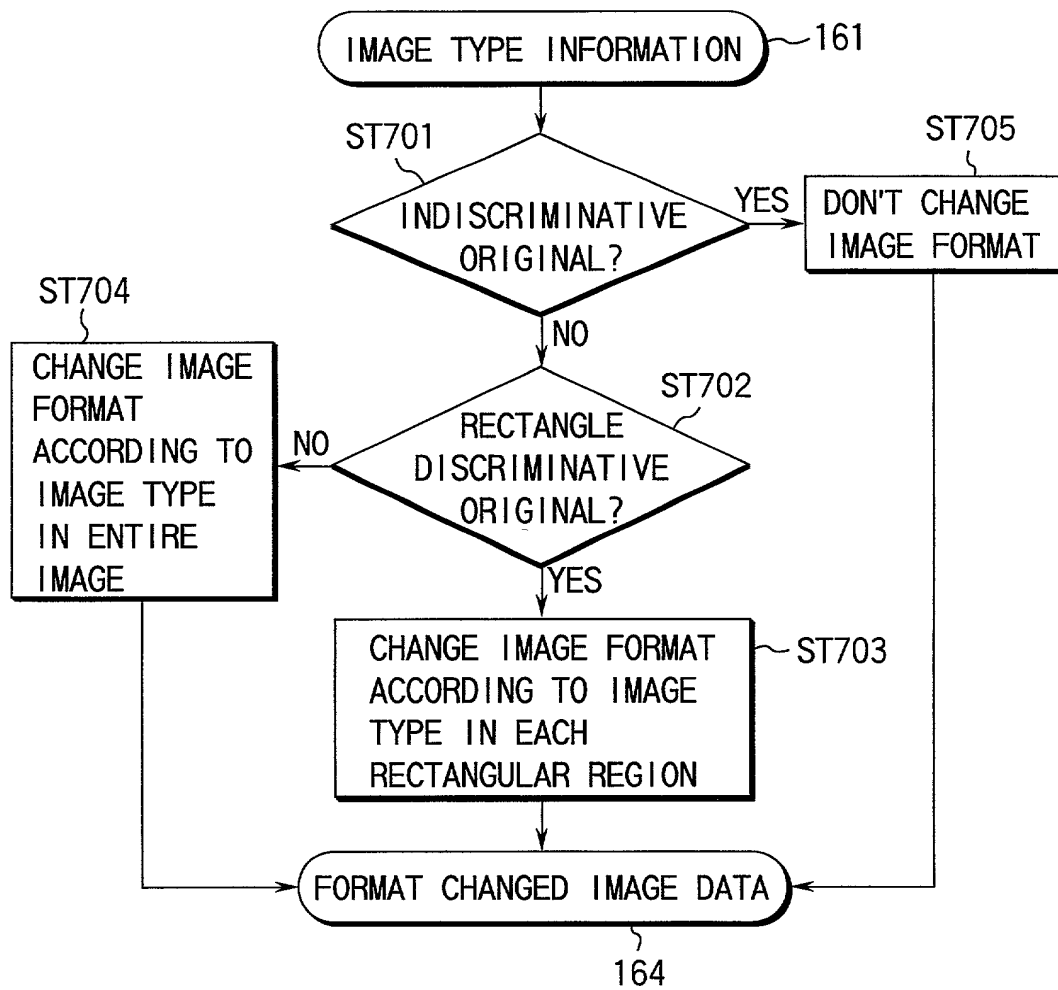 IMAGE TYPE INFORMATION
161
ST701
INDISCRIMINATIVE
ORIGINAL?
YES
ST705
DON'T CHANGE
IMAGE FORMAT
NO
ST704
CHANGE IMAGE
FORMAT
ACCORDING TO
IMAGE TYPE
IN ENTIRE
IMAGE
ST702
RECTANGLE
DISCRIMINATIVE
ORIGINAL?
NO
YES
CHANGE IMAGE FORMAT
ACCORDING TO IMAGE
TYPE IN EACH
RECTANGULAR REGION
ST703
FORMAT CHANGED IMAGE DATA
164